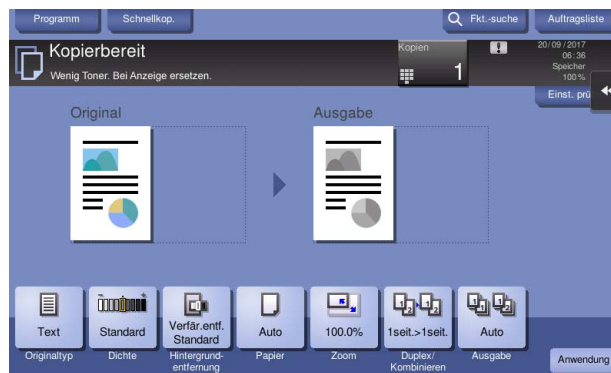 Programm
Schnellkop.
Fkt.-suche
Auftragsliste
Kopierbereit
Wenig Toner. Bei Anzeige ersetzen.
Kopien
1
20/09/2017
06:36
Speicher
100 %
Einst. prü
Original
Ausgabe
Text
Standard
Verfär.entf.
Standard
Auto
100.0%
1seit.>1seit.
Auto
Originaltyp
Dichte
Hintergrund-
entfernung
Papier
Zoom
Duplex/
Kombinieren
Ausgabe
Anwendung